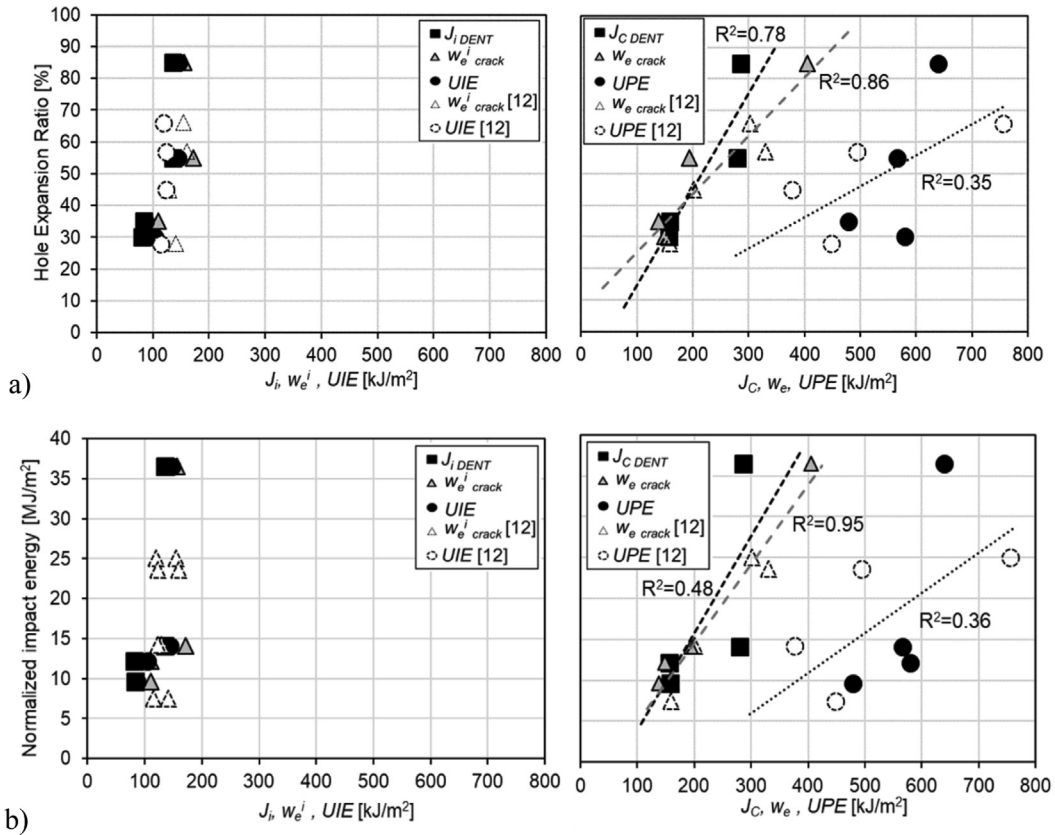 a)
Hole Expansion Ratio [%]
100
90
80
70
60
50
40
30
20
10
0
0 100 200 300 400 500 600 700 800
J_i, w_e^i , UIE [kJ/m²]
J_i DENT
w_e^i crack
UIE
w_e^i crack [12]
UIE [12]
J_C DENT
w_e crack
UPE
w_e crack [12]
UPE [12]
R²=0.78
R²=0.86
R²=0.35
0 100 200 300 400 500 600 700 800
J_C, w_e, UPE [kJ/m²]
b)
Normalized impact energy [MJ/m²]
40
35
30
25
20
15
10
5
0
0 100 200 300 400 500 600 700 800
J_i, w_e^i , UIE [kJ/m²]
J_i DENT
w_e^i crack
UIE
w_e^i crack [12]
UIE [12]
J_C DENT
w_e crack
UPE
w_e crack [12]
UPE [12]
R²=0.95
R²=0.48
R²=0.36
0 100 200 300 400 500 600 700 800
J_C, w_e , UPE [kJ/m²]